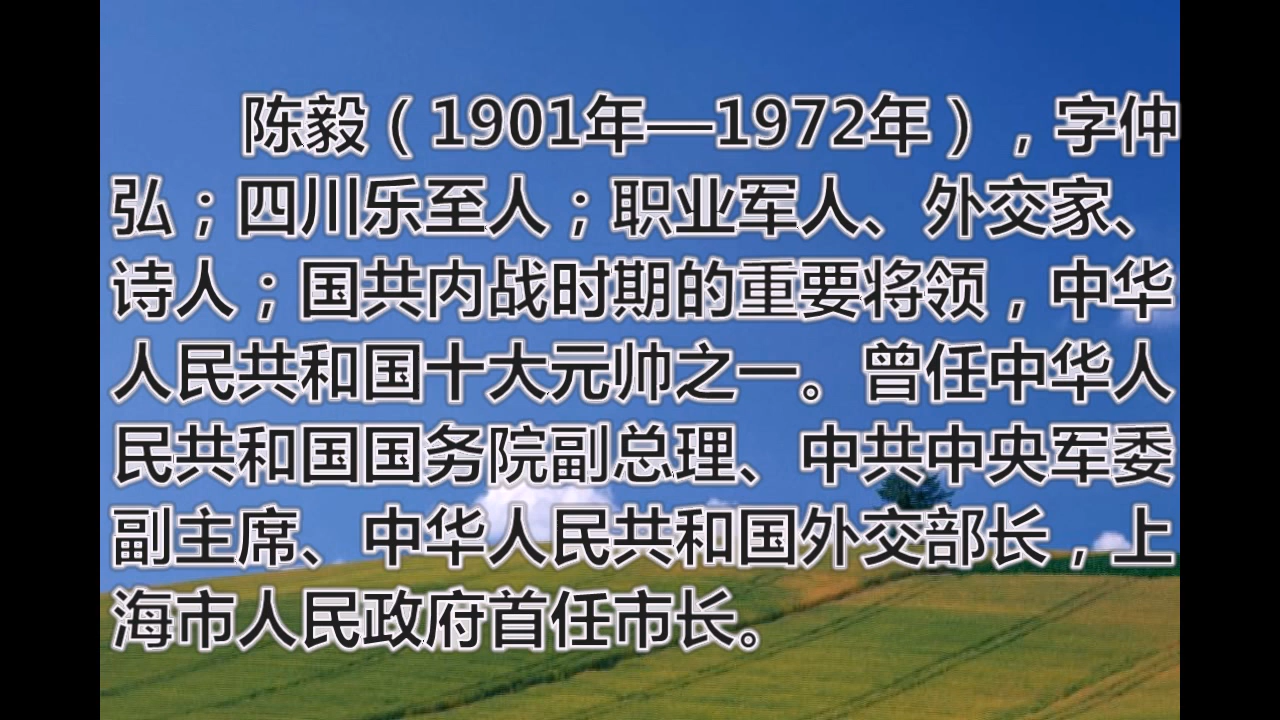 陈毅（1901年—1972年），字仲
弘；四川乐至人；职业军人、外交家、
诗人；国共内战时期的重要将领，中华
人民共和国十大元帅之一。曾任中华人
民共和国国务院副总理、中共中央军委
副主席、中华人民共和国外交部长，上
海市人民政府首任市长。